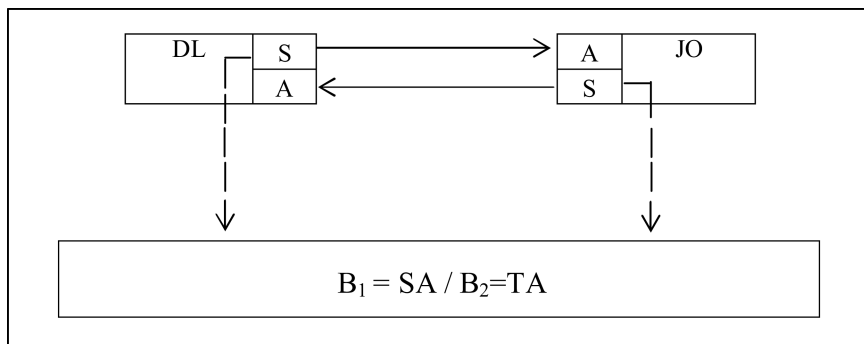 DL S A JO
A S
B₁ = SA / B₂=TA